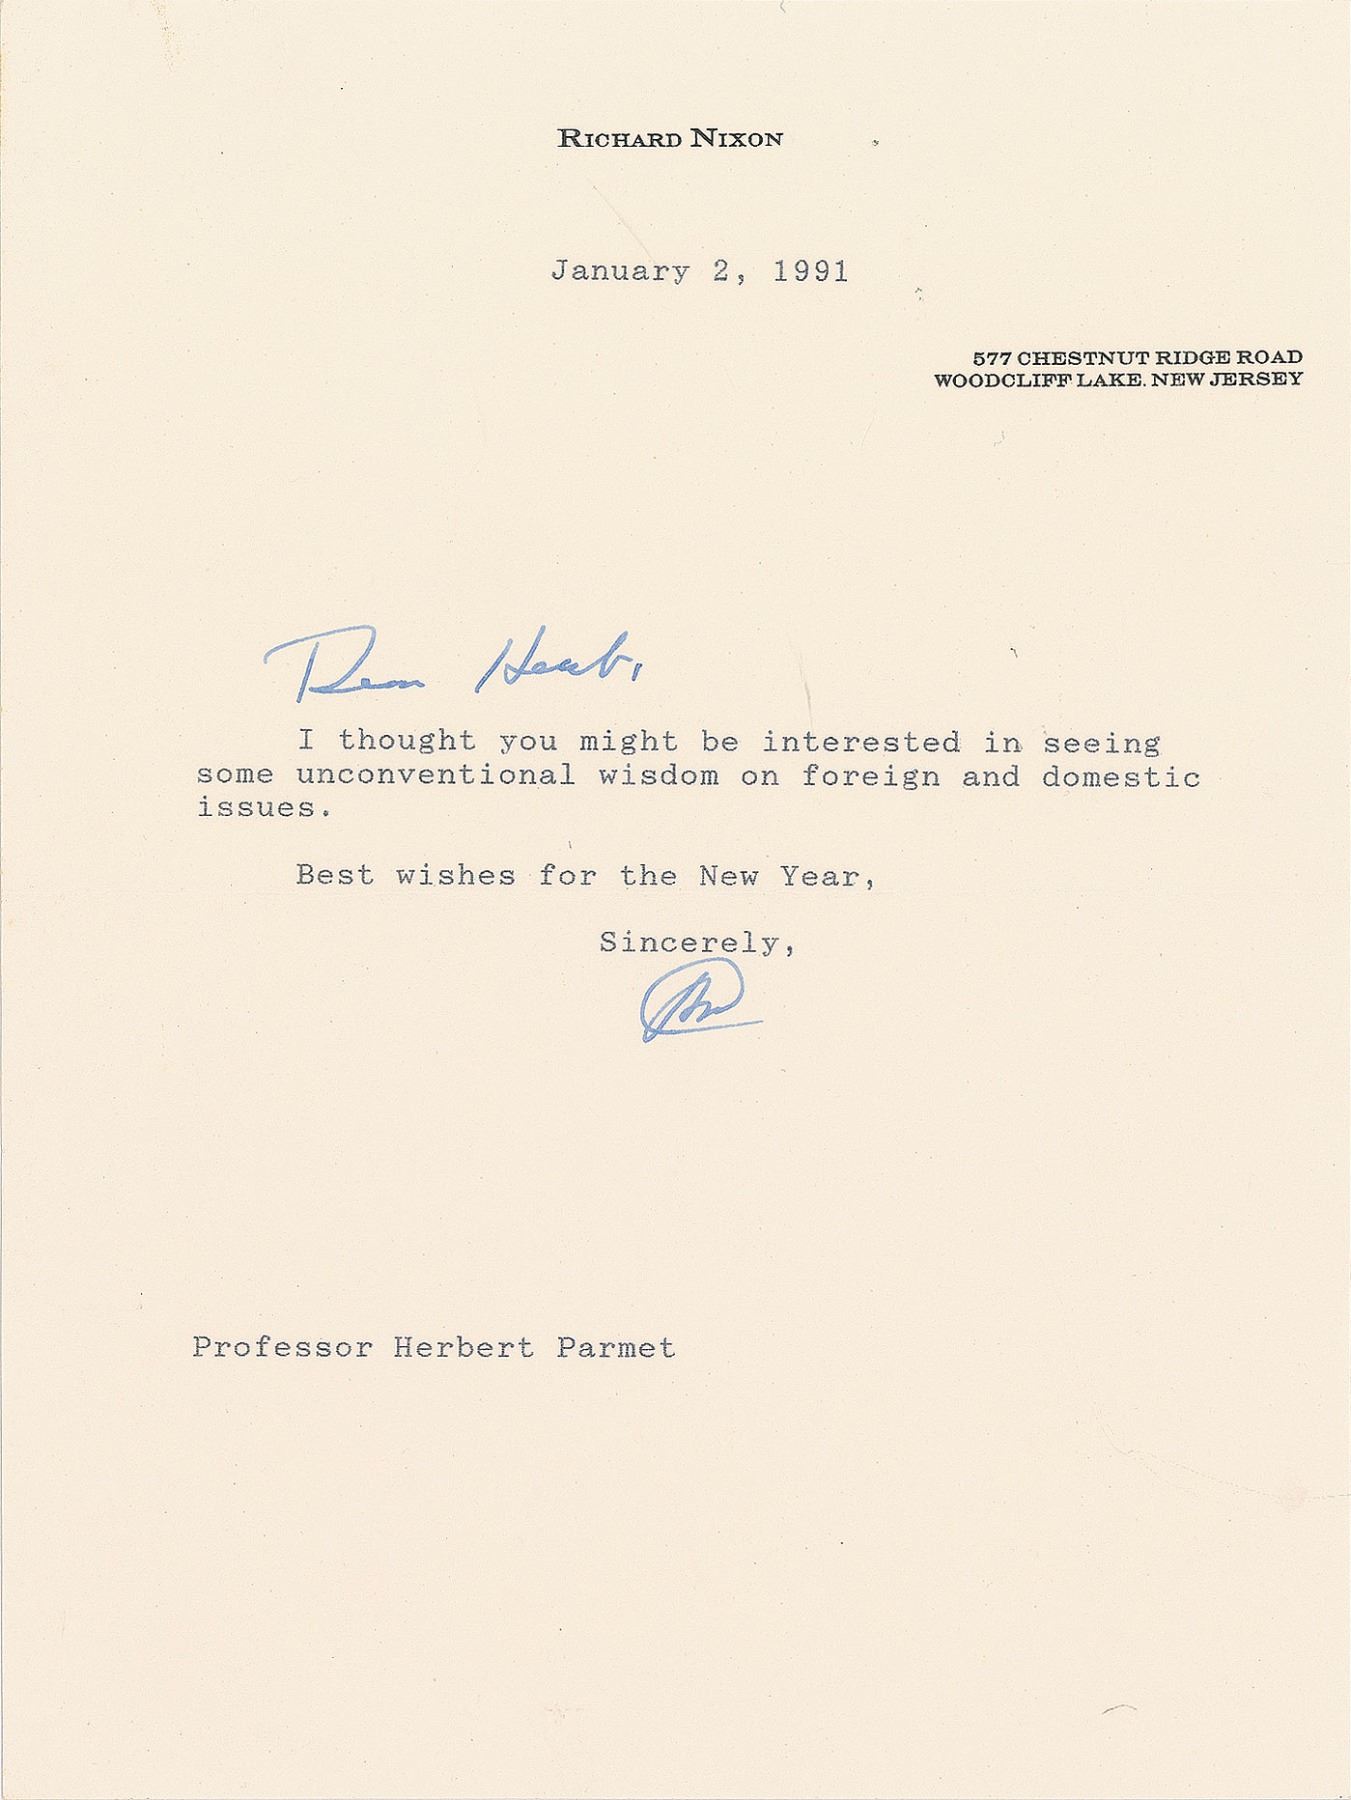 RICHARD NIXON
January 2, 1991
577 CHESTNUT RIDGE ROAD
WOODCLIFF LAKE, NEW JERSEY
Dear Herb,
I thought you might be interested in seeing
some unconventional wisdom on foreign and domestic
issues.
Best wishes for the New Year,
Sincerely,
RN
Professor Herbert Parmet